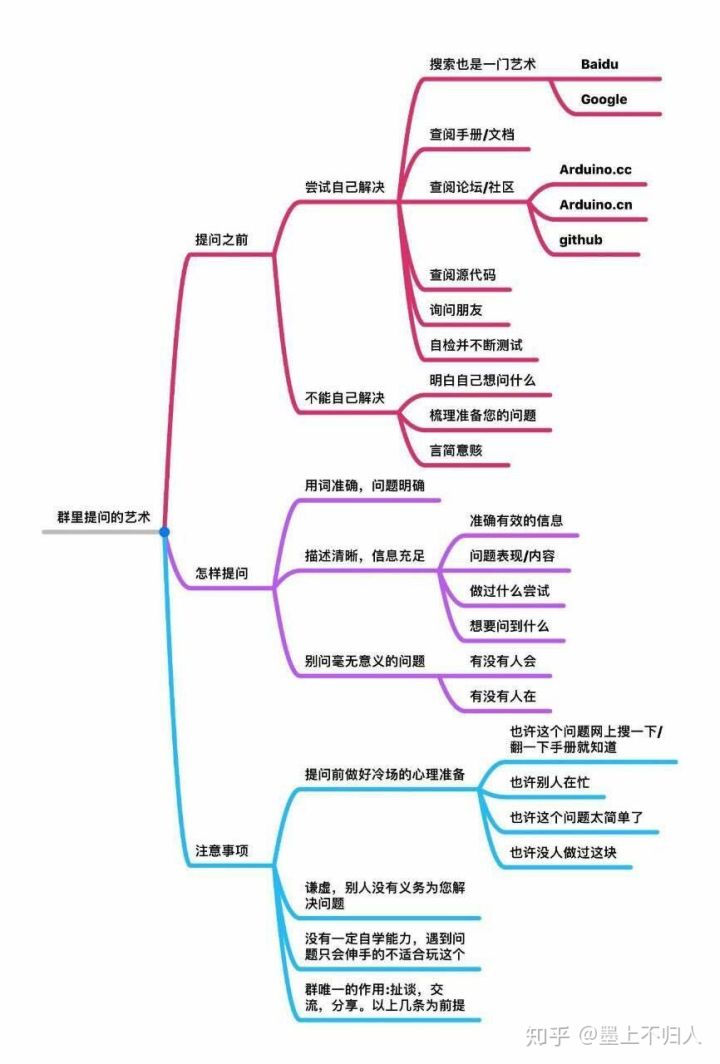 群里提问的艺术
提问之前
尝试自己解决
搜索也是一门艺术
Baidu
Google
查阅手册/文档
查阅论坛/社区
Arduino.cc
Arduino.cn
github
查阅源代码
询问朋友
自检并不断测试
不能自己解决
明白自己想问什么
梳理准备您的问题
言简意赅
怎样提问
用词准确，问题明确
描述清晰，信息充足
准确有效的信息
问题表现/内容
做过什么尝试
想要问到什么
别问毫无意义的问题
有没有人会
有没有人在
注意事项
提问前做好冷场的心理准备
也许这个问题网上搜一下/
翻一下手册就知道
也许别人在忙
也许这个问题太简单了
也许没人做过这块
谦虚，别人没有义务为您解
决问题
没有一定自学能力，遇到问
题只会伸手的不适合玩这个
群唯一的作用:扯谈，交
流，分享。以上几条为前提
知乎 @墨上不归人